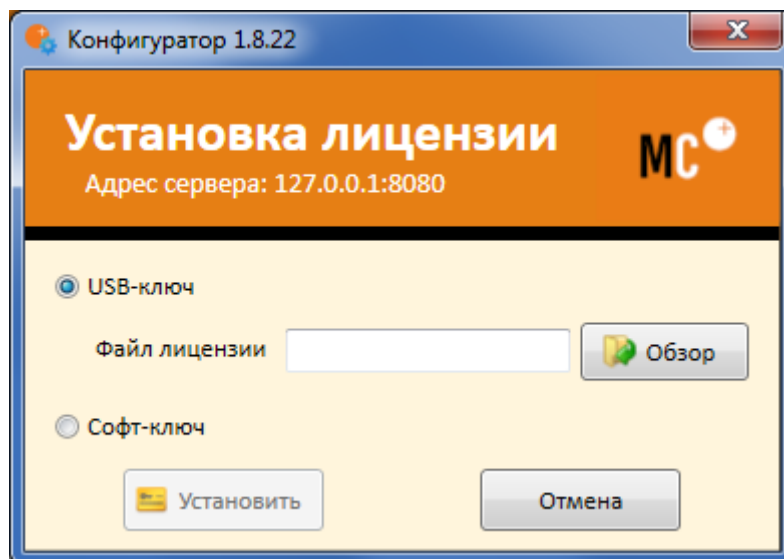 Конфигуратор 1.8.22
Установка лицензии
Адрес сервера: 127.0.0.1:8080
МС+
USB-ключ
Файл лицензии
Обзор
Софт-ключ
Установить
Отмена